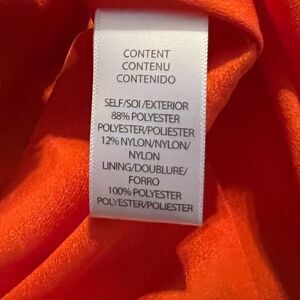 CONTENT
CONTENU
CONTENIDO
SELF/SOI/EXTERIOR
88% POLYESTER
POLYESTER/POLIESTER
12% NYLON/NYLON/
NYLON
LINING/DOUBLURE/
FORRO
100% POLYESTER
POLYESTER/POLIESTER